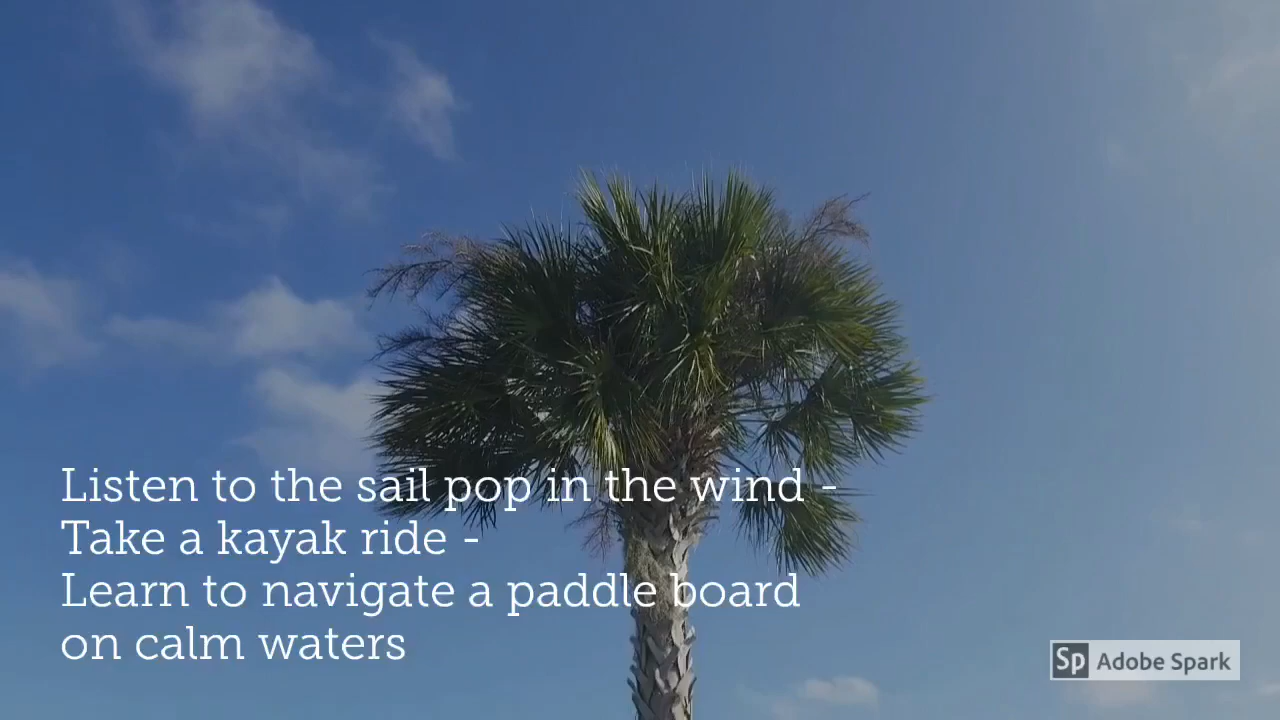 Listen to the sail pop in the wind -
Take a kayak ride -
Learn to navigate a paddle board
on calm waters
Sp Adobe Spark